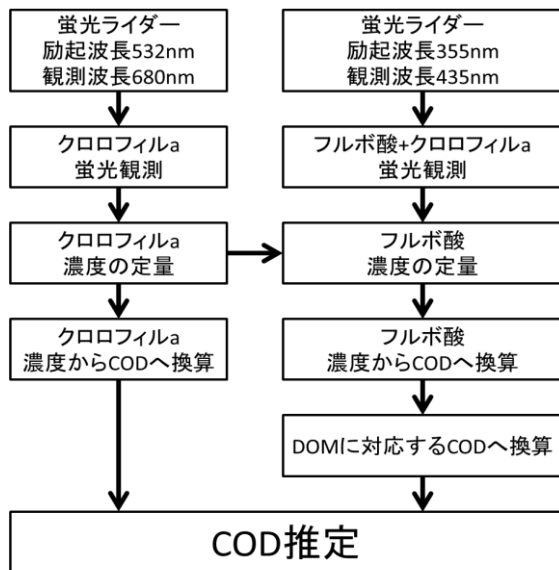 蛍光ライダー
励起波長532nm
観測波長680nm
蛍光ライダー
励起波長355nm
観測波長435nm
クロロフィルa
蛍光観測
フルボ酸+クロロフィルa
蛍光観測
クロロフィルa
濃度の定量
フルボ酸
濃度の定量
クロロフィルa
濃度からCODへ換算
フルボ酸
濃度からCODへ換算
DOMに対応するCODへ換算
COD推定